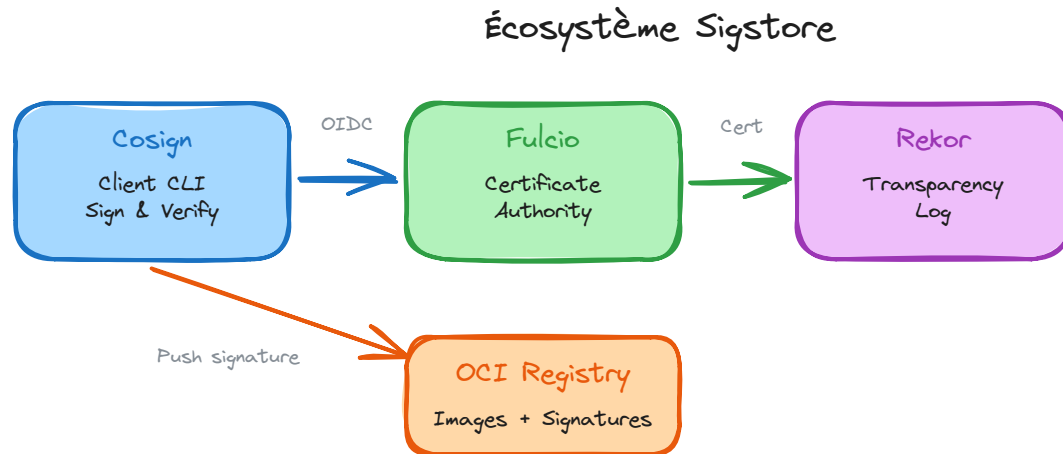 Écosystème Sigstore
Cosign
Client CLI
Sign & Verify
OIDC
Fulcio
Certificate
Authority
Cert
Rekor
Transparency
Log
Push signature
OCI Registry
Images + Signatures